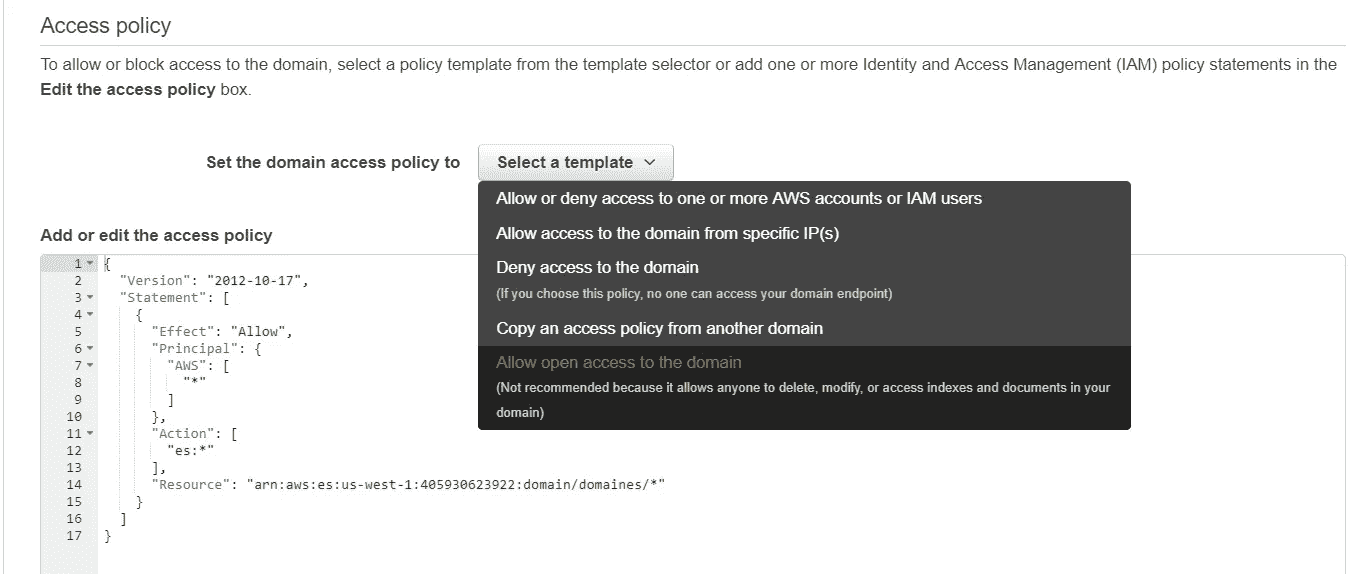 Access policy
To allow or block access to the domain, select a policy template from the template selector or add one or more Identity and Access Management (IAM) policy statements in the
Edit the access policy box.
Set the domain access policy to Select a template
Allow or deny access to one or more AWS accounts or IAM users
Allow access to the domain from specific IP(s)
Deny access to the domain
(If you choose this policy, no one can access your domain endpoint)
Copy an access policy from another domain
Allow open access to the domain
(Not recommended because it allows anyone to delete, modify, or access indexes and documents in your
domain)
Add or edit the access policy
1 {
2 "Version": "2012-10-17",
3 "Statement": [
4 {
5 "Effect": "Allow",
6 "Principal": {
7 "AWS": [
8 "*"
9 ]
10 },
11 "Action": [
12 "es:*"
13 ],
14 "Resource": "arn:aws:es:us-west-1:405930623922:domain/domaines/*"
15 }
16 ]
17 }